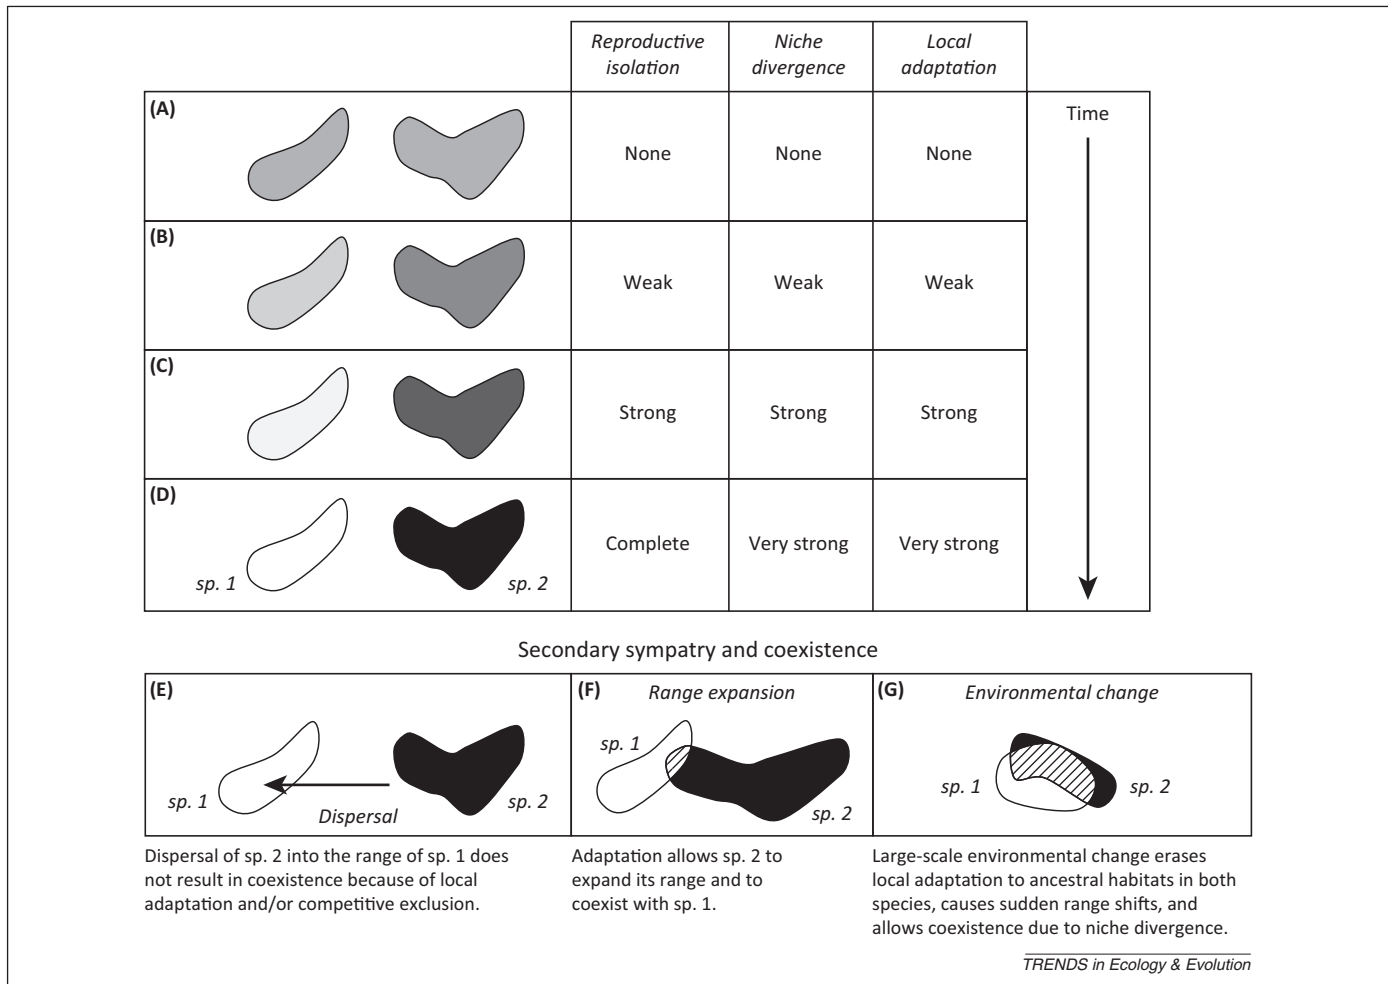 Reproductive isolation
Niche divergence
Local adaptation
(A)
None
None
None
Time
(B)
Weak
Weak
Weak
(C)
Strong
Strong
Strong
(D)
sp. 1
sp. 2
Complete
Very strong
Very strong
Secondary sympatry and coexistence
(E)
sp. 1
Dispersal
sp. 2
Dispersal of sp. 2 into the range of sp. 1 does
not result in coexistence because of local
adaptation and/or competitive exclusion.
(F)
Range expansion
sp. 1
sp. 2
Adaptation allows sp. 2 to
expand its range and to
coexist with sp. 1.
(G)
Environmental change
sp. 1
sp. 2
Large-scale environmental change erases
local adaptation to ancestral habitats in both
species, causes sudden range shifts, and
allows coexistence due to niche divergence.
TRENDS in Ecology & Evolution